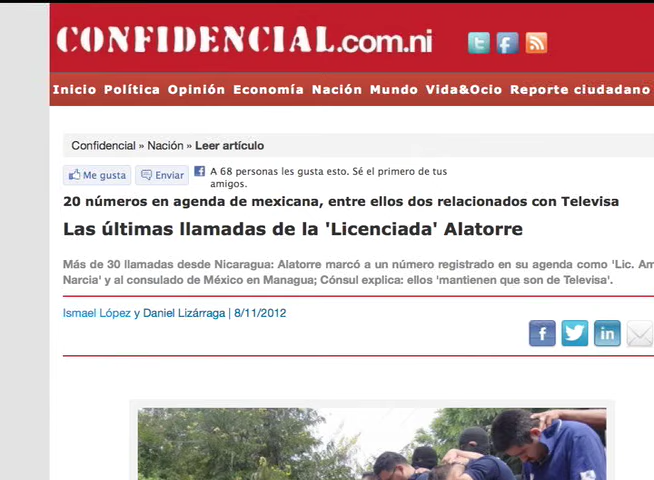 CONFIDENCIAL.com.ni
Inicio Política Opinión Economía Nación Mundo Vida&Ocio Reporte ciudadano
Confidencial » Nación » Leer artículo
Me gusta Enviar A 68 personas les gusta esto. Sé el primero de tus
amigos.
20 números en agenda de mexicana, entre ellos dos relacionados con Televisa
Las últimas llamadas de la 'Licenciada' Alatorre
Más de 30 llamadas desde Nicaragua: Alatorre marcó a un número registrado en su agenda como 'Lic. Am
Narcia' y al consulado de México en Managua; Cónsul explica: ellos 'mantienen que son de Televisa'.
Ismael López y Daniel Lizárraga | 8/11/2012